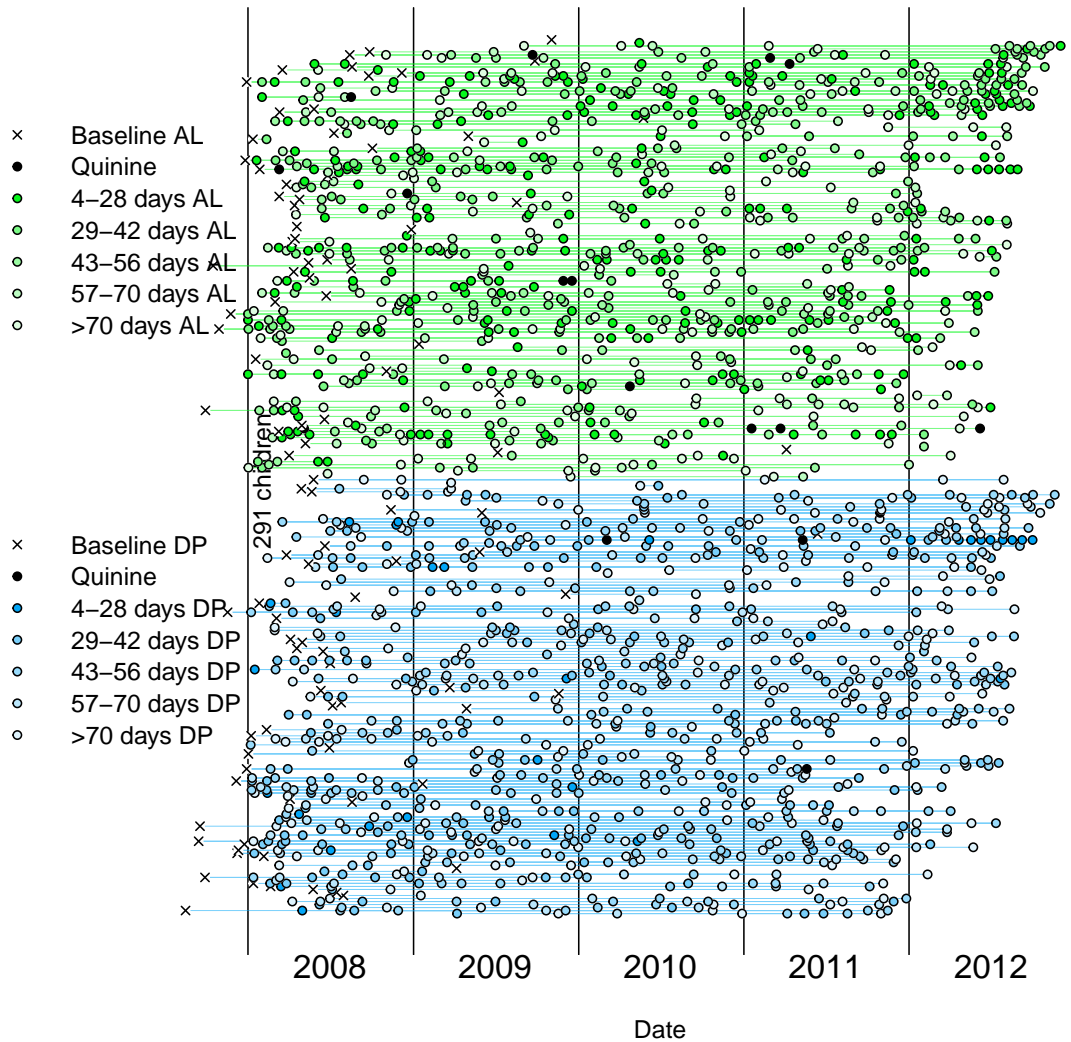 Baseline AL
Quinine
4−28 days AL
29−42 days AL
43−56 days AL
57−70 days AL
>70 days AL
291 children
Baseline DP
Quinine
4−28 days DP
29−42 days DP
43−56 days DP
57−70 days DP
>70 days DP
2008 2009 2010 2011 2012
Date